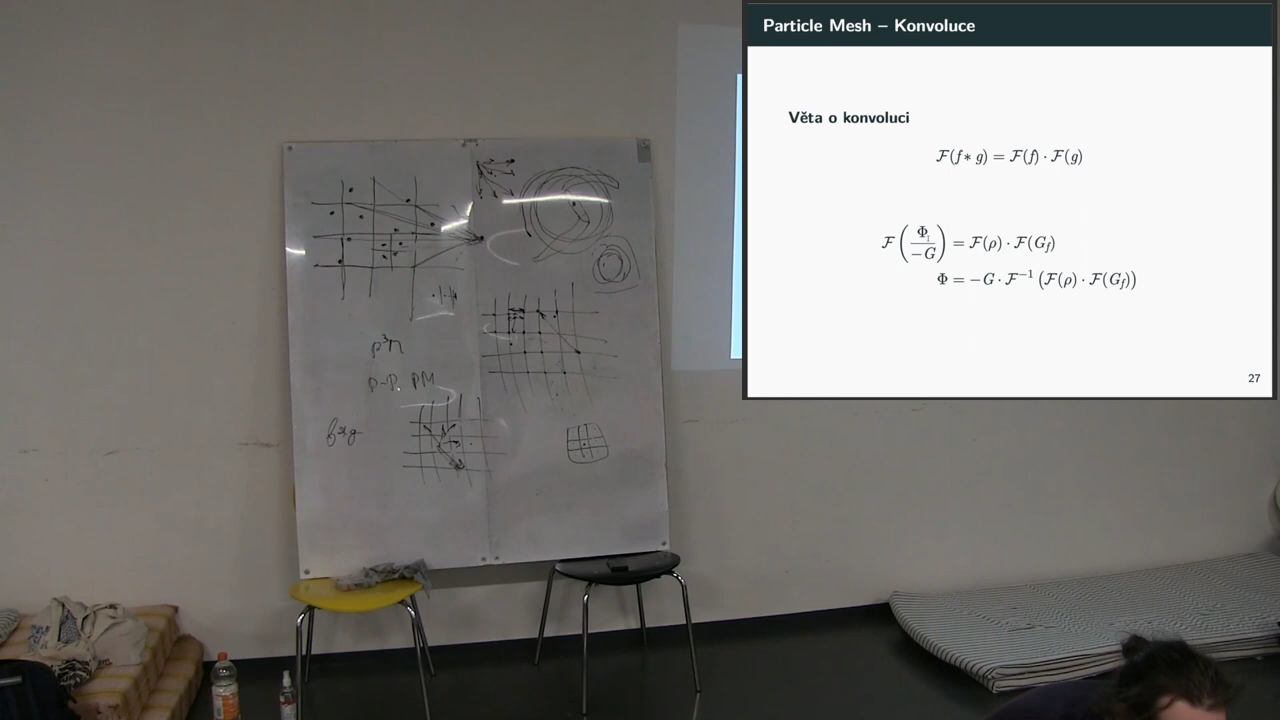 Particle Mesh – Konvoluce
Věta o konvoluci
ℱ(f ∗ g) = ℱ(f) · ℱ(g)
ℱ(Φ/−G) = ℱ(ρ) · ℱ(G_f)
Φ = −G · ℱ⁻¹ (ℱ(ρ) · ℱ(G_f))
27
P³M
P-P, PM
f*g